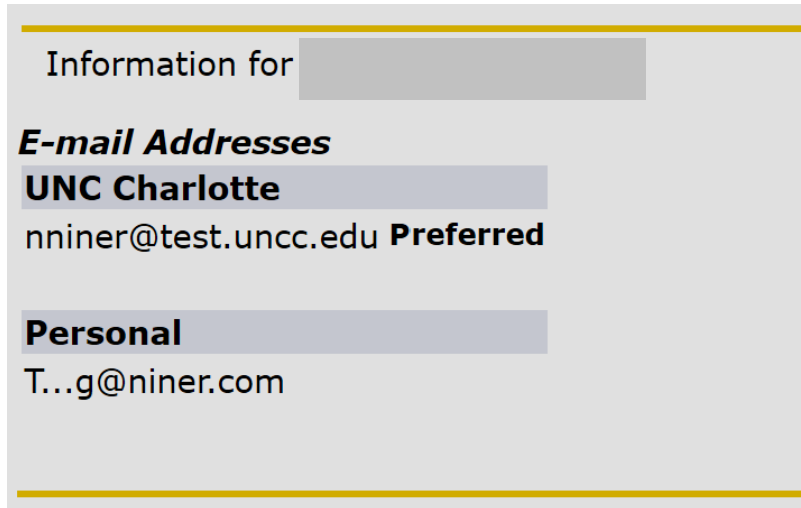 Information for
E-mail Addresses
UNC Charlotte
nniner@test.uncc.edu Preferred
Personal
T...g@niner.com